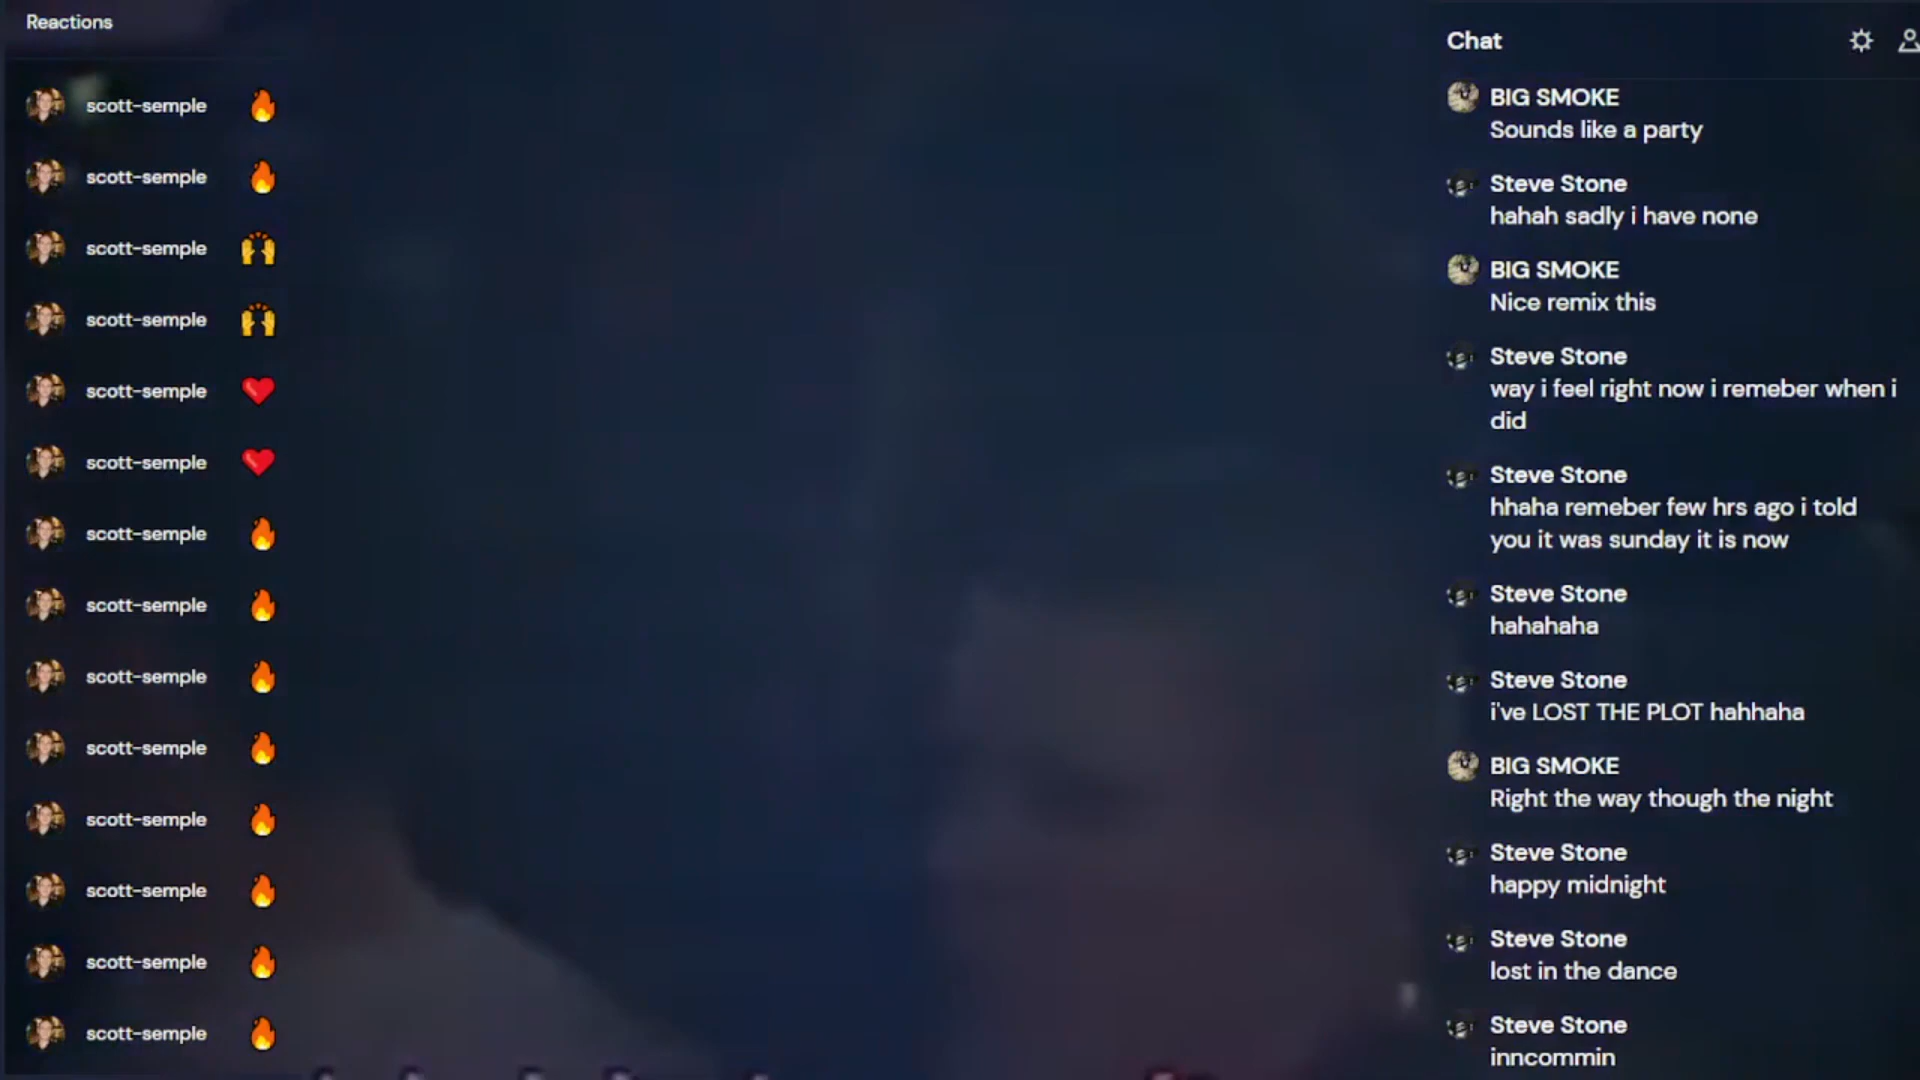 Reactions
scott-semple
scott-semple
scott-semple
scott-semple
scott-semple
scott-semple
scott-semple
scott-semple
scott-semple
scott-semple
scott-semple
scott-semple
scott-semple
scott-semple
Chat
BIG SMOKE
Sounds like a party
Steve Stone
hahah sadly i have none
BIG SMOKE
Nice remix this
Steve Stone
way i feel right now i remeber when i
did
Steve Stone
hhaha remeber few hrs ago i told
you it was sunday it is now
Steve Stone
hahahaha
Steve Stone
i've LOST THE PLOT hahhaha
BIG SMOKE
Right the way though the night
Steve Stone
happy midnight
Steve Stone
lost in the dance
Steve Stone
inncommin